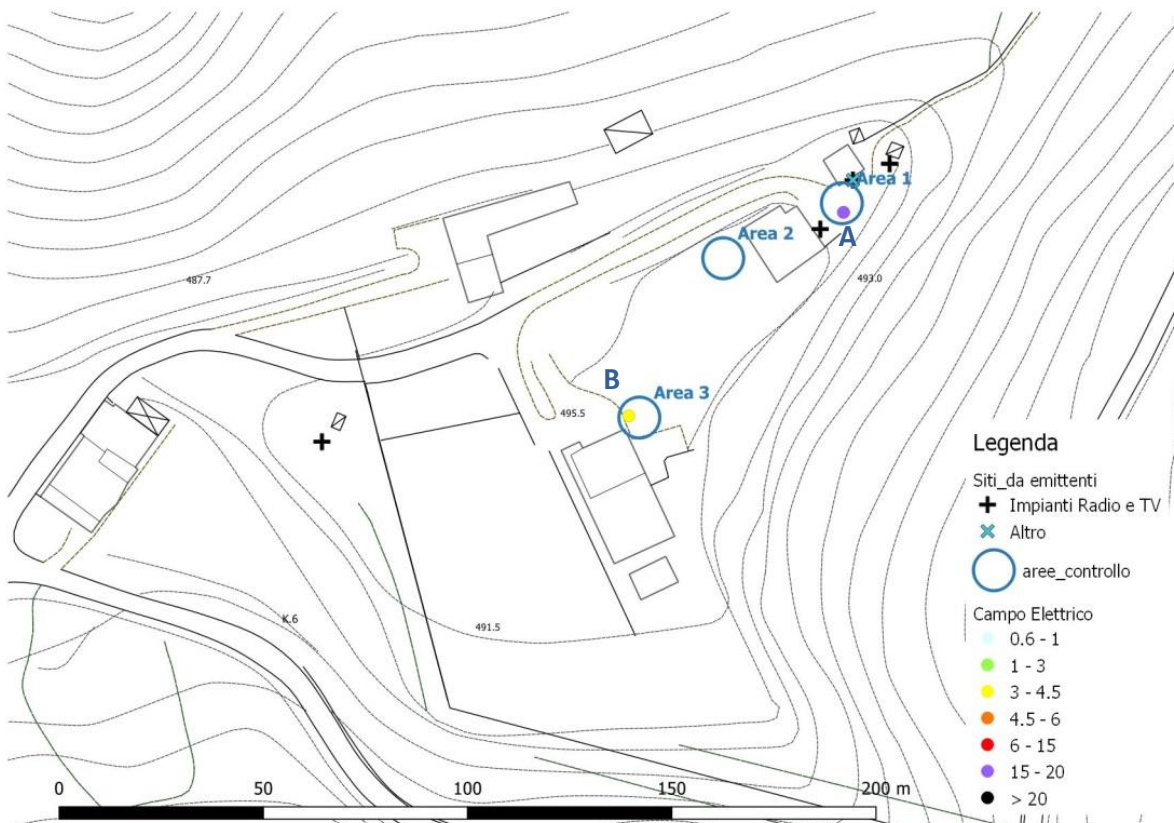 Area 1
A
Area 2
487.7
493.0
B
Area 3
495.5
K.6
491.5
Legenda
Siti_da emittenti
Impianti Radio e TV
Altro
aree_controllo
Campo Elettrico
0.6 - 1
1 - 3
3 - 4.5
4.5 - 6
6 - 15
15 - 20
> 20
0 50 100 150 200 m